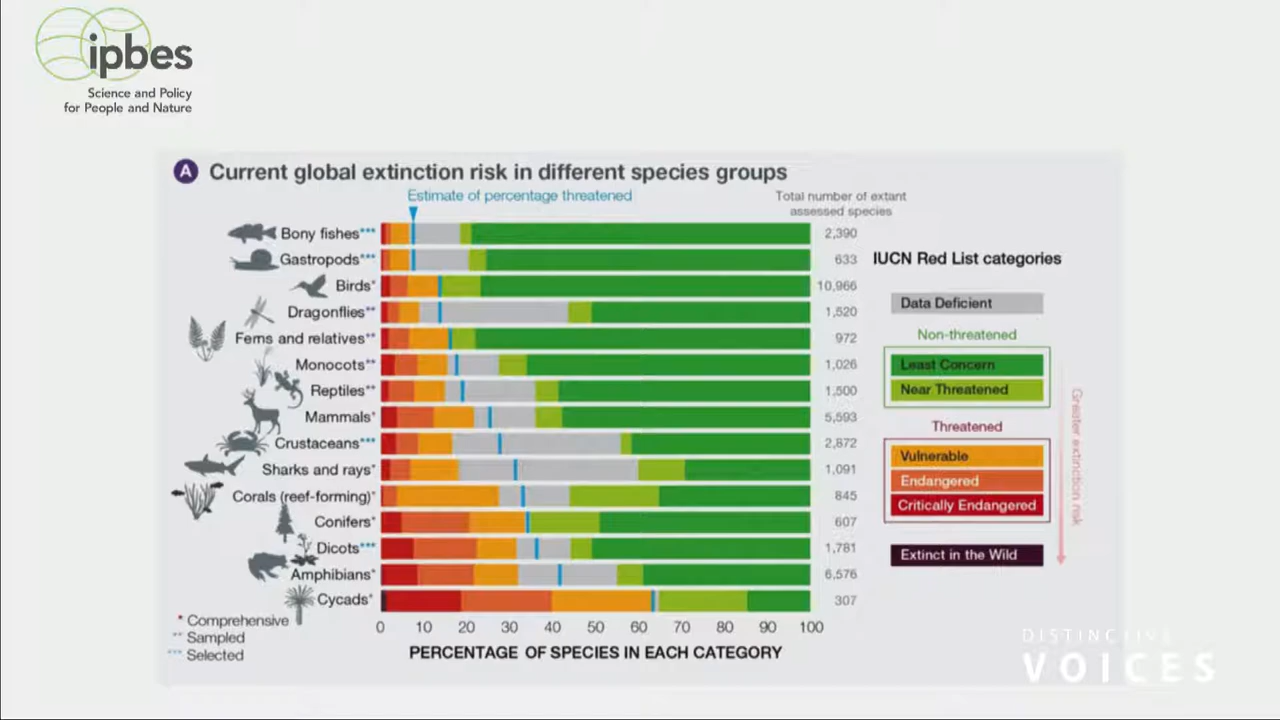 ipbes
Science and Policy
for People and Nature
A Current global extinction risk in different species groups
Estimate of percentage threatened
Total number of extant
assessed species
Bony fishes*** 2,390
Gastropods*** 633
Birds* 10,966
Dragonflies** 1,520
Ferns and relatives** 972
Monocots** 1,026
Reptiles** 1,500
Mammals* 5,593
Crustaceans*** 2,872
Sharks and rays* 1,091
Corals (reef-forming)* 845
Conifers* 607
Dicots*** 1,781
Amphibians* 6,576
Cycads* 307
0 10 20 30 40 50 60 70 80 90 100
PERCENTAGE OF SPECIES IN EACH CATEGORY
* Comprehensive
** Sampled
*** Selected
IUCN Red List categories
Data Deficient
Non-threatened
Least Concern
Near Threatened
Threatened
Vulnerable
Endangered
Critically Endangered
Extinct in the Wild
Greater extinction risk
DISTINCTIVE
VOICES